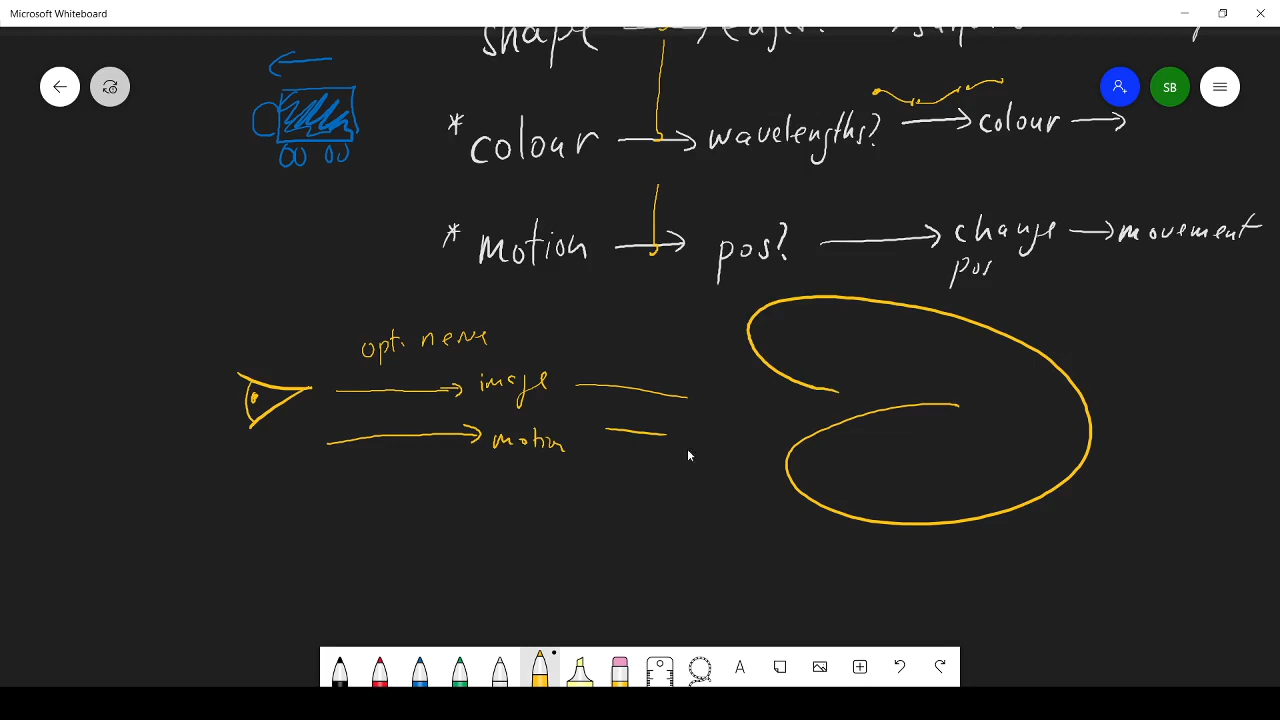 Microsoft Whiteboard
shape
SB
* colour → wavelengths? → colour →
* motion → pos? → change pos → movement
opt. nerve
→ image
→ motion
A